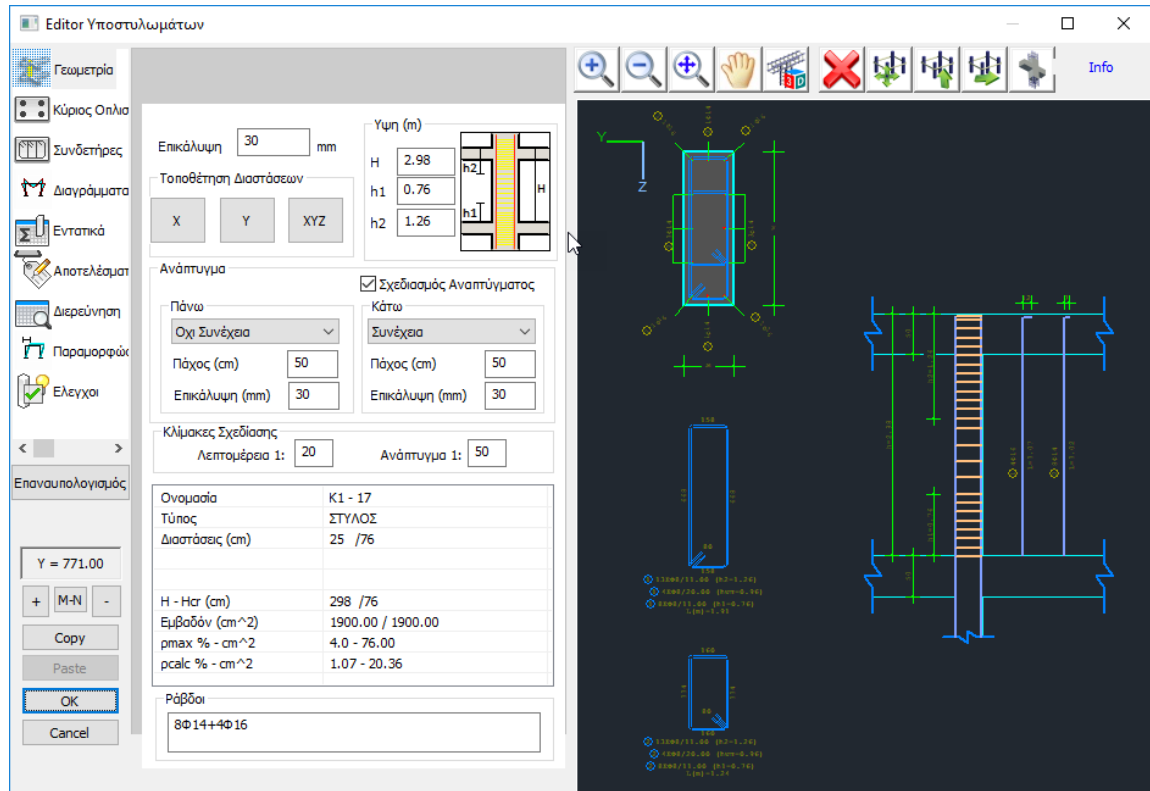 Editor Υποστυλωμάτων
Γεωμετρία
Κύριος Οπλισ
Συνδετήρες
Διαγράμματα
Εντατικά
Αποτελέσματ
Διερεύνηση
Παραμορφώσ
Ελεγχοι
Επαναυπολογισμός
Y = 771.00
+ M-N -
Copy
Paste
OK
Cancel
Επικάλυψη 30 mm
Τοποθέτηση Διαστάσεων
X Y XYZ
Υψη (m)
H 2.98
h1 0.76
h2 1.26
h2
H
h1
Ανάπτυγμα
Σχεδιασμός Αναπτύγματος
Πάνω
Οχι Συνέχεια
Πάχος (cm) 50
Επικάλυψη (mm) 30
Κάτω
Συνέχεια
Πάχος (cm) 50
Επικάλυψη (mm) 30
Κλίμακες Σχεδίασης
Λεπτομέρεια 1: 20 Ανάπτυγμα 1: 50
Ονομασία K1 - 17
Τύπος ΣΤΥΛΟΣ
Διαστάσεις (cm) 25 /76
H - Hcr (cm) 298 /76
Εμβαδόν (cm^2) 1900.00 / 1900.00
ρmax % - cm^2 4.0 - 76.00
ρcalc % - cm^2 1.07 - 20.36
Ράβδοι
8Φ14+4Φ16
3D
Info
Y
Z